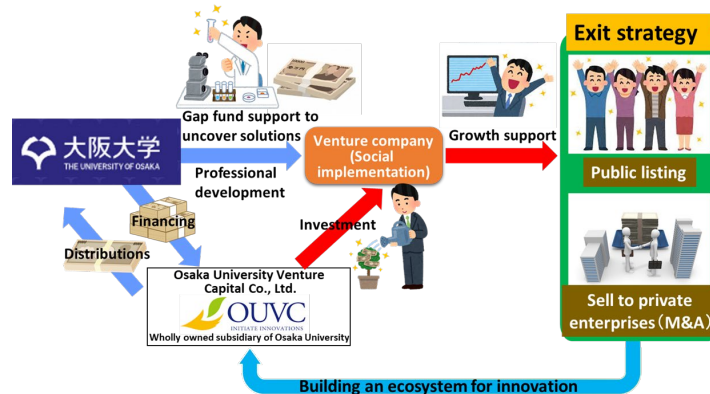 Exit strategy
Gap fund support to
uncover solutions
大阪大学
THE UNIVERSITY OF OSAKA
Professional
development
Venture company
(Social
implementation)
Growth support
Public listing
Financing
Distributions
Investment
Osaka University Venture
Capital Co., Ltd.
OUVC
INITIATE INNOVATIONS
Wholly owned subsidiary of Osaka University
Sell to private
enterprises(M&A)
Building an ecosystem for innovation